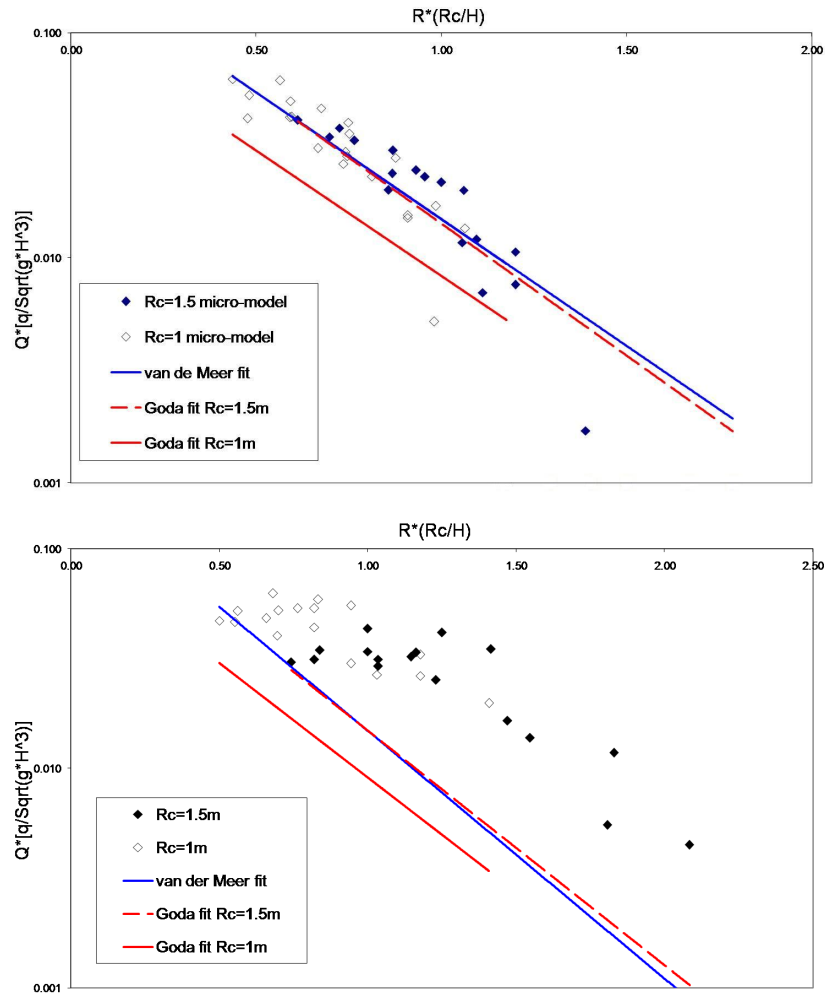 R*(Rc/H)
0.100
0.00
0.50
1.00
1.50
2.00
0.010
0.001
Q*[q/Sqrt(g*H^3)]
Rc=1.5 micro-model
Rc=1 micro-model
van de Meer fit
Goda fit Rc=1.5m
Goda fit Rc=1m
R*(Rc/H)
0.100
0.00
0.50
1.00
1.50
2.00
2.50
0.010
0.001
Q*[q/Sqrt(g*H^3)]
Rc=1.5m
Rc=1m
van der Meer fit
Goda fit Rc=1.5m
Goda fit Rc=1m